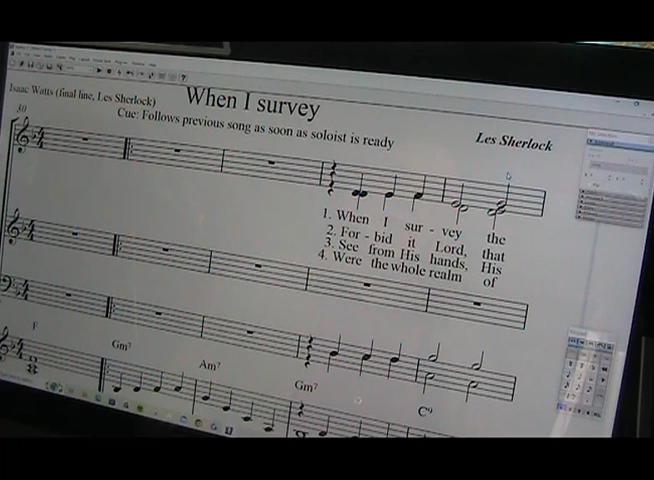 When I survey
Isaac Watts (final line, Les Sherlock)
Cue: Follows previous song as soon as soloist is ready
Les Sherlock
30
1. When I sur - vey the
2. For - bid it Lord, that
3. See from His hands, His
4. Were the whole realm of
F Gm7 Am7 Gm7 C9